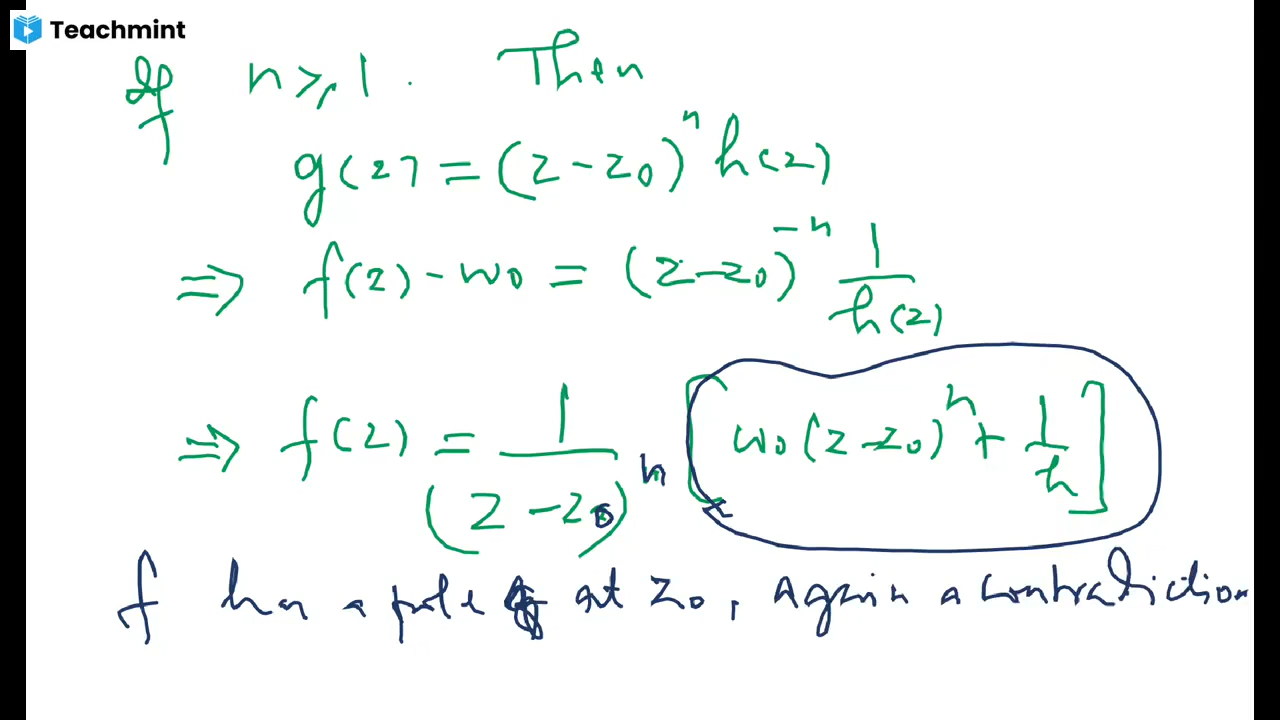 Teachmint
If n ≥ 1. Then
g(z) = (z - z₀)ⁿ h(z)
⇒ f(z) - w₀ = (z - z₀)⁻ⁿ 1/h(z)
⇒ f(z) = 1/(z - z₀)ⁿ [w₀(z - z₀)ⁿ + 1/h]
f has a pole at z₀, again a contradiction